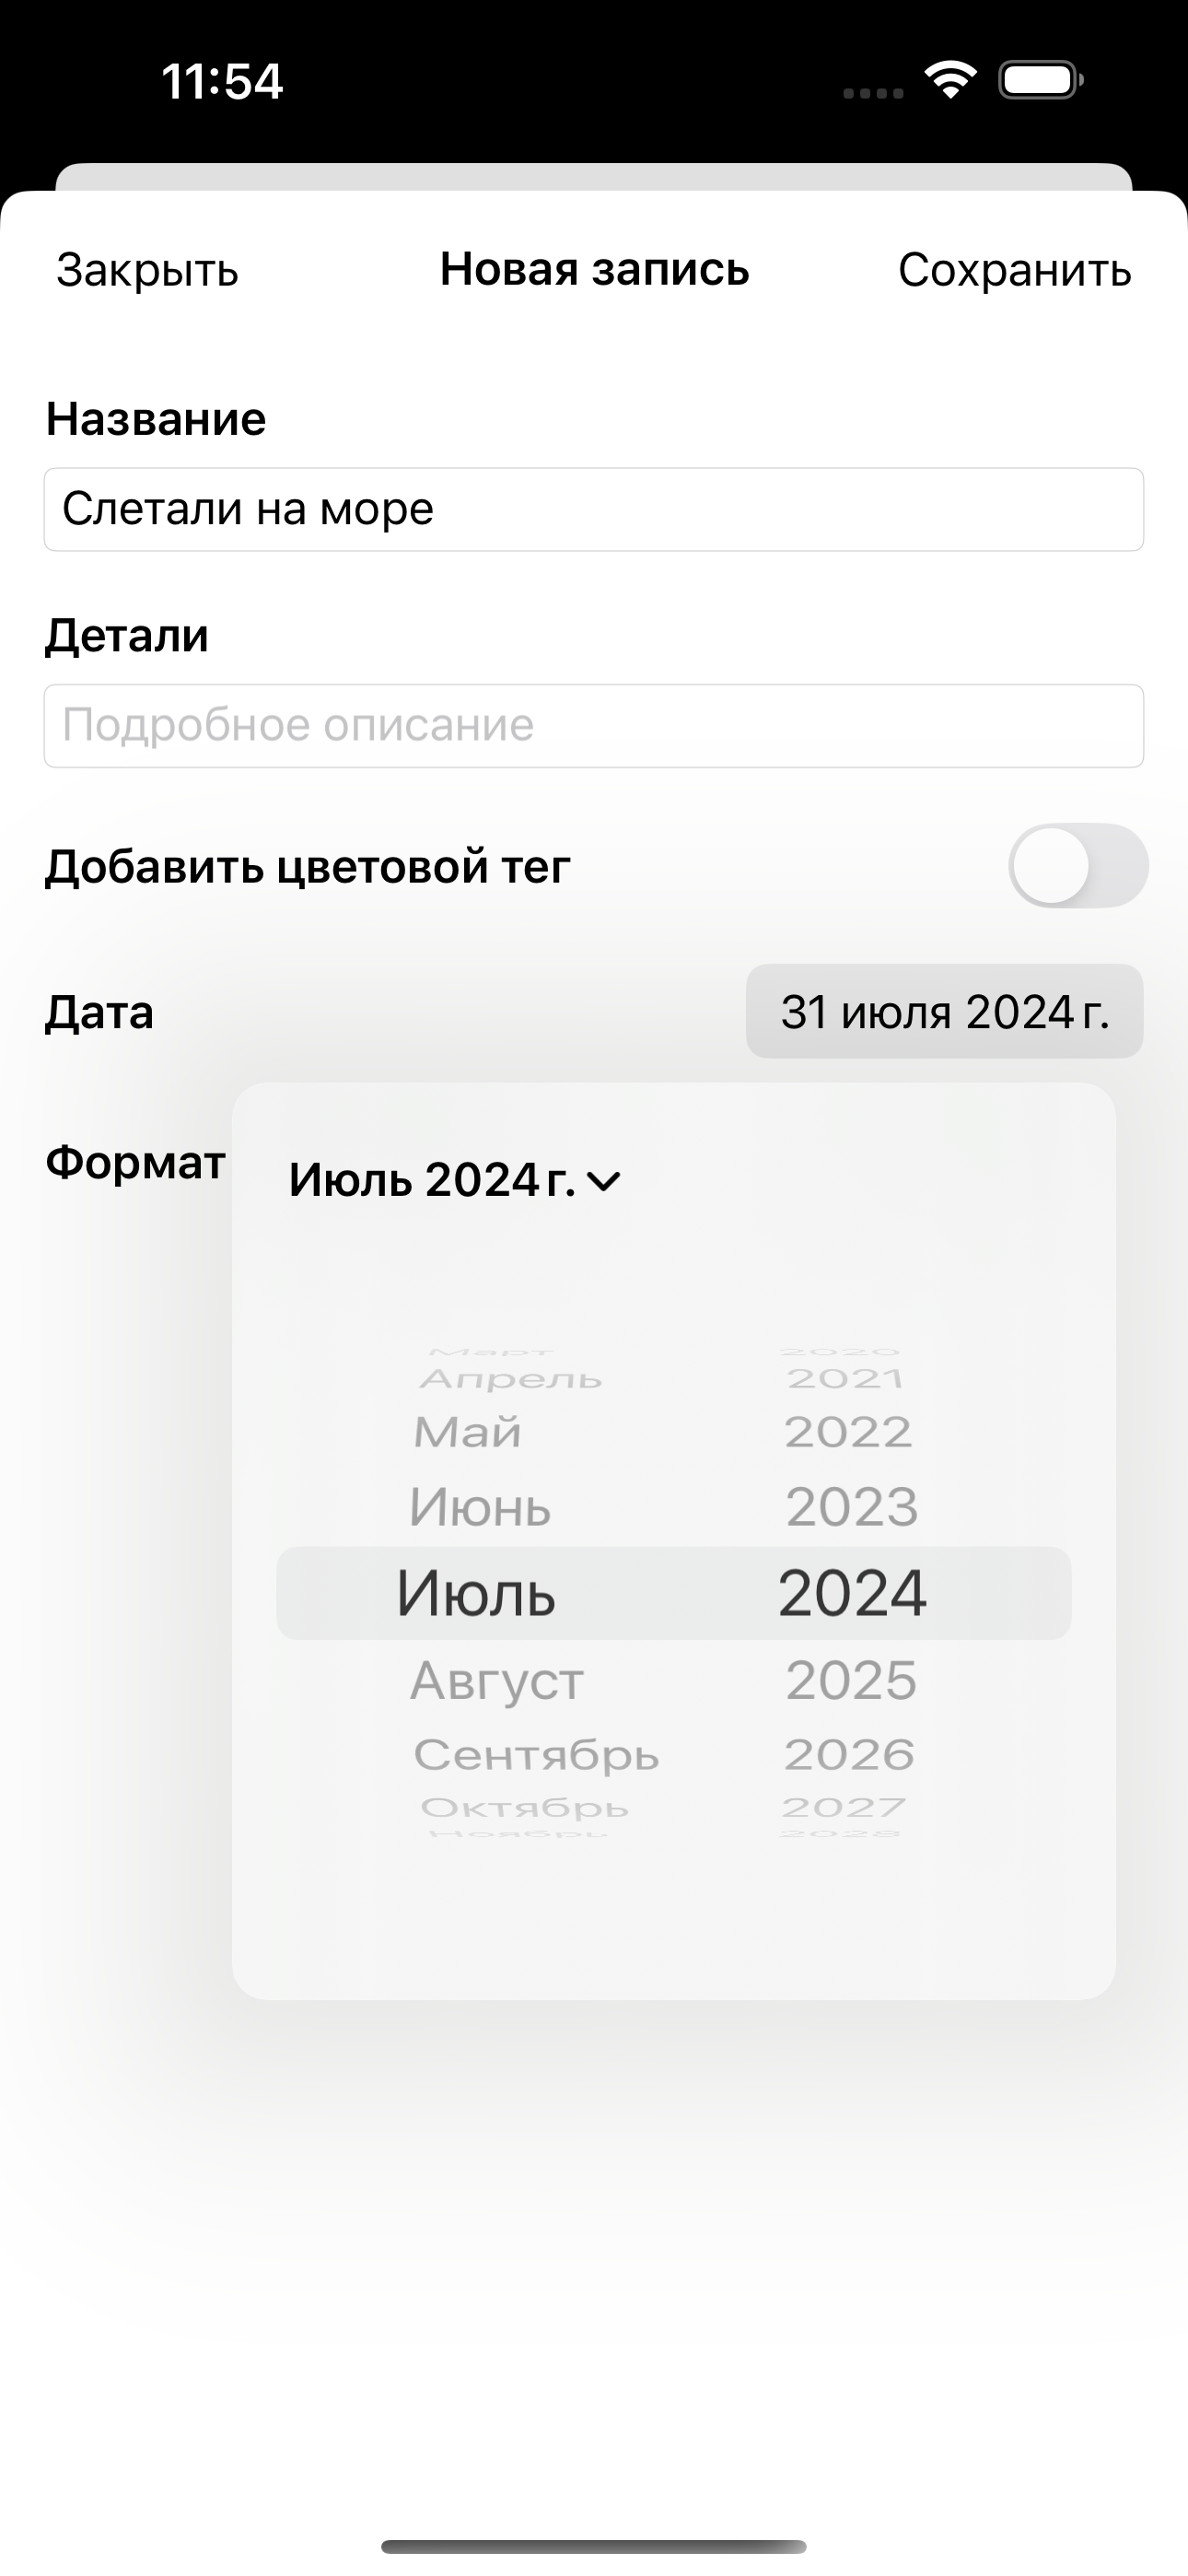 11:54
Закрыть Новая запись Сохранить
Название
Слетали на море
Детали
Подробное описание
Добавить цветовой тег
Дата 31 июля 2024 г.
Формат
Июль 2024 г.
Март 2020
Апрель 2021
Май 2022
Июнь 2023
Июль 2024
Август 2025
Сентябрь 2026
Октябрь 2027
Ноябрь 2028